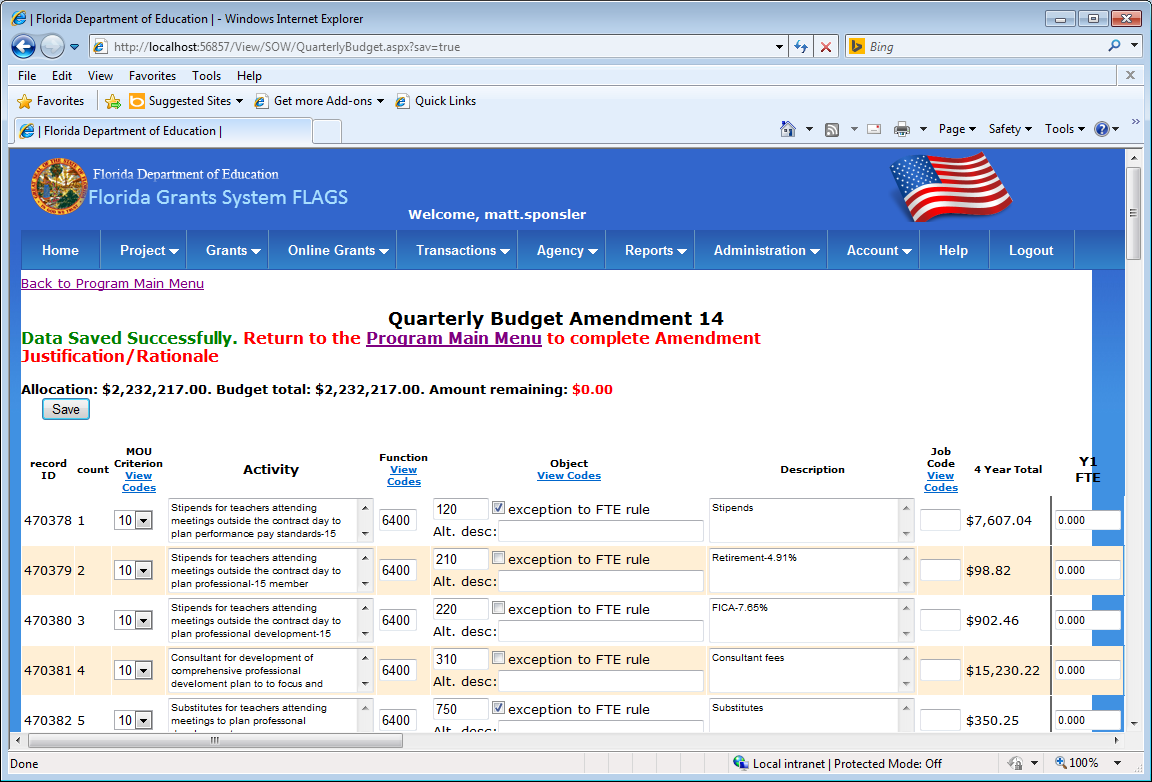 | Florida Department of Education | - Windows Internet Explorer
http://localhost:56857/View/SOW/QuarterlyBudget.aspx?sav=true
Bing
File Edit View Favorites Tools Help
Favorites Suggested Sites Get more Add-ons Quick Links
| Florida Department of Education |
Page Safety Tools
Florida Department of Education
Florida Grants System FLAGS
Welcome, matt.sponsler
Home Project Grants Online Grants Transactions Agency Reports Administration Account Help Logout
Back to Program Main Menu
Quarterly Budget Amendment 14
Data Saved Successfully. Return to the Program Main Menu to complete Amendment
Justification/Rationale
Allocation: $2,232,217.00. Budget total: $2,232,217.00. Amount remaining: $0.00
Save
record ID count MOU Criterion View Codes Activity Function View Codes Object View Codes Description Job Code View Codes 4 Year Total Y1 FTE
470378 1 10 Stipends for teachers attending
meetings outside the contract day to
plan performance pay standards-15
6400 120 exception to FTE rule
Alt. desc:
Stipends $7,607.04 0.000
470379 2 10 Stipends for teachers attending
meetings outside the contract day to
plan professional-15 member
6400 210 exception to FTE rule
Alt. desc:
Retirement-4.91% $98.82 0.000
470380 3 10 Stipends for teachers attending
meetings outside the contract day to
plan professional development-15
6400 220 exception to FTE rule
Alt. desc:
FICA-7.65% $902.46 0.000
470381 4 10 Consultant for development of
comprehensive professional
develoment plan to to focus and
6400 310 exception to FTE rule
Alt. desc:
Consultant fees $15,230.22 0.000
470382 5 10 Substitutes for teachers attending
meetings to plan professonal
6400 750 exception to FTE rule
Alt. desc:
Substitutes $350.25 0.000
Done Local intranet | Protected Mode: Off 100%